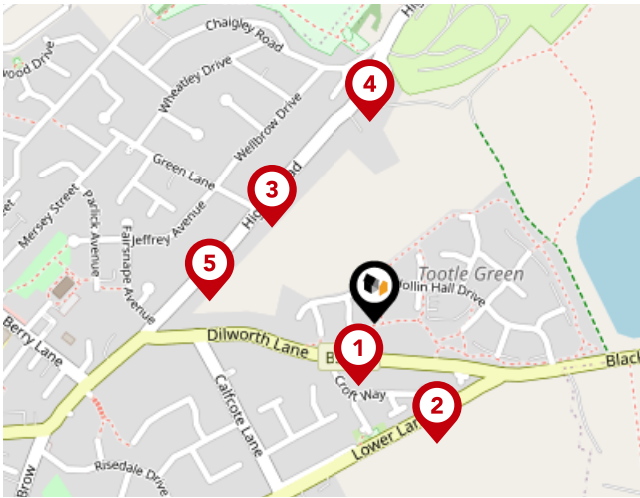 Chaigley Road
wood Drive
Wheatley Drive
4
Wellbrow Drive
Green Lane
3
Mersey Street
Parlick Avenue
Jeffrey Avenue
Fairsnape Avenue
5
Tootle Green
Hollin Hall Drive
Berry Lane
Dilworth Lane
1
Black
Croft Way
Calfcote Lane
2
Lower Lan
Risedale Drive
Brow